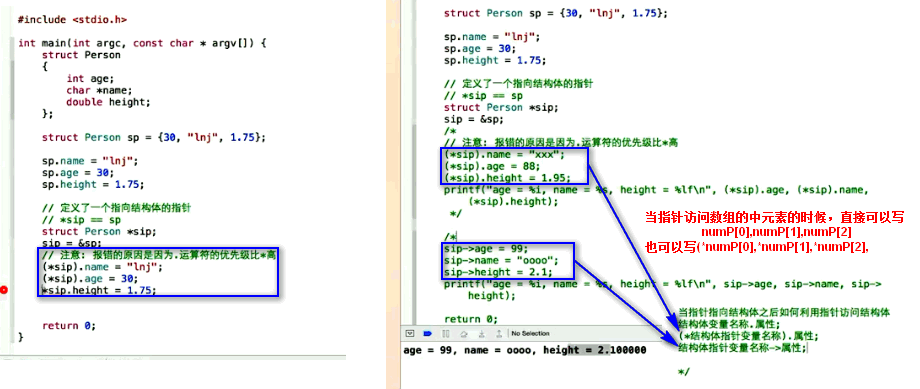 #include <stdio.h>
int main(int argc, const char * argv[]) {
struct Person
{
int age;
char *name;
double height;
};
struct Person sp = {30, "lnj", 1.75};
sp.name = "lnj";
sp.age = 30;
sp.height = 1.75;
// 定义了一个指向结构体的指针
// *sip == sp
struct Person *sip;
sip = &sp;
// 注意: 报错的原因是因为.运算符的优先级比*高
(*sip).name = "lnj";
(*sip).age = 30;
*sip.height = 1.75;
return 0;
}
struct Person sp = {30, "lnj", 1.75};
sp.name = "lnj";
sp.age = 30;
sp.height = 1.75;
// 定义了一个指向结构体的指针
// *sip == sp
struct Person *sip;
sip = &sp;
/*
// 注意: 报错的原因是因为.运算符的优先级比*高
(*sip).name = "xxx";
(*sip).age = 88;
(*sip).height = 1.95;
printf("age = %i, name = %s, height = %lf\n", (*sip).age, (*sip).name,
(*sip).height);
*/
/*
sip->age = 99;
sip->name = "oooo";
sip->height = 2.1;
printf("age = %i, name = %s, height = %lf\n", sip->age, sip->name, sip->
height);
return 0;
当指针访问数组的中元素的时候，直接可以写
numP[0],numP[1],numP[2]
也可以写(*numP[0],*numP[1],*numP[2],
No Selection
age = 99, name = oooo, height = 2.100000
当指针指向结构体之后如何利用指针访问结构体
结构体变量名称.属性;
(*结构体指针变量名称).属性;
结构体指针变量名称->属性;
*/